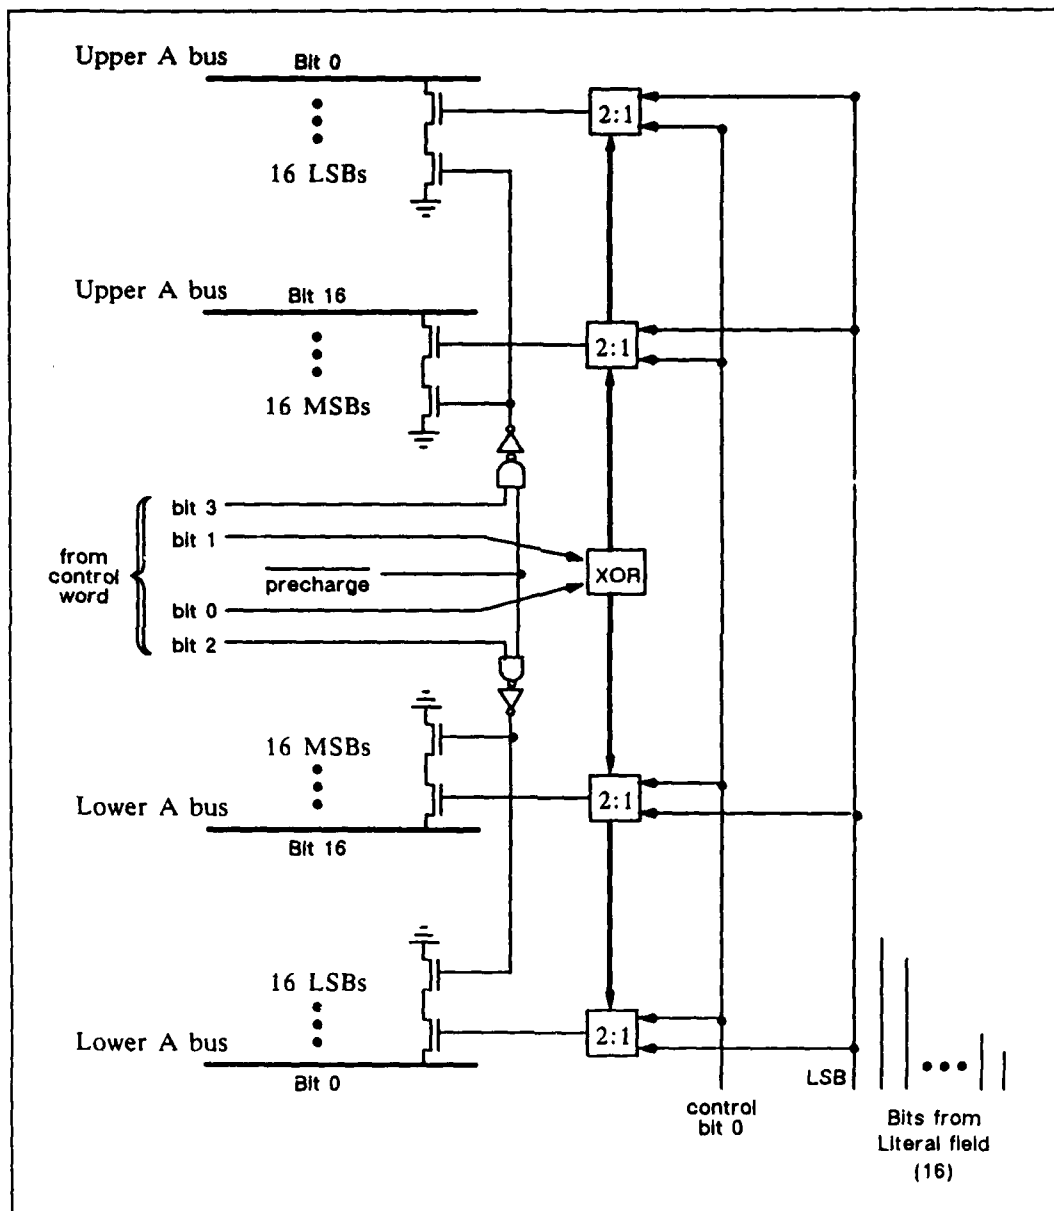 Upper A bus
Bit 0
2:1
16 LSBs
Upper A bus
Bit 16
2:1
16 MSBs
bit 3
bit 1
from
control
word
precharge
XOR
bit 0
bit 2
16 MSBs
2:1
Lower A bus
Bit 16
16 LSBs
2:1
Lower A bus
Bit 0
LSB
control
bit 0
Bits from
Literal field
(16)